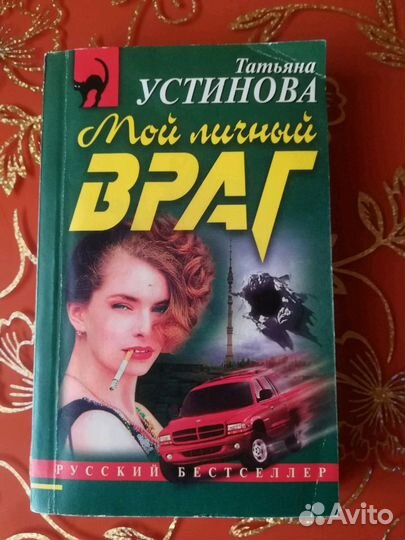 Татьяна
УСТИНОВА
Мой личный
ВРАГ
РУССКИЙ БЕСТСЕЛЛЕР
Avito